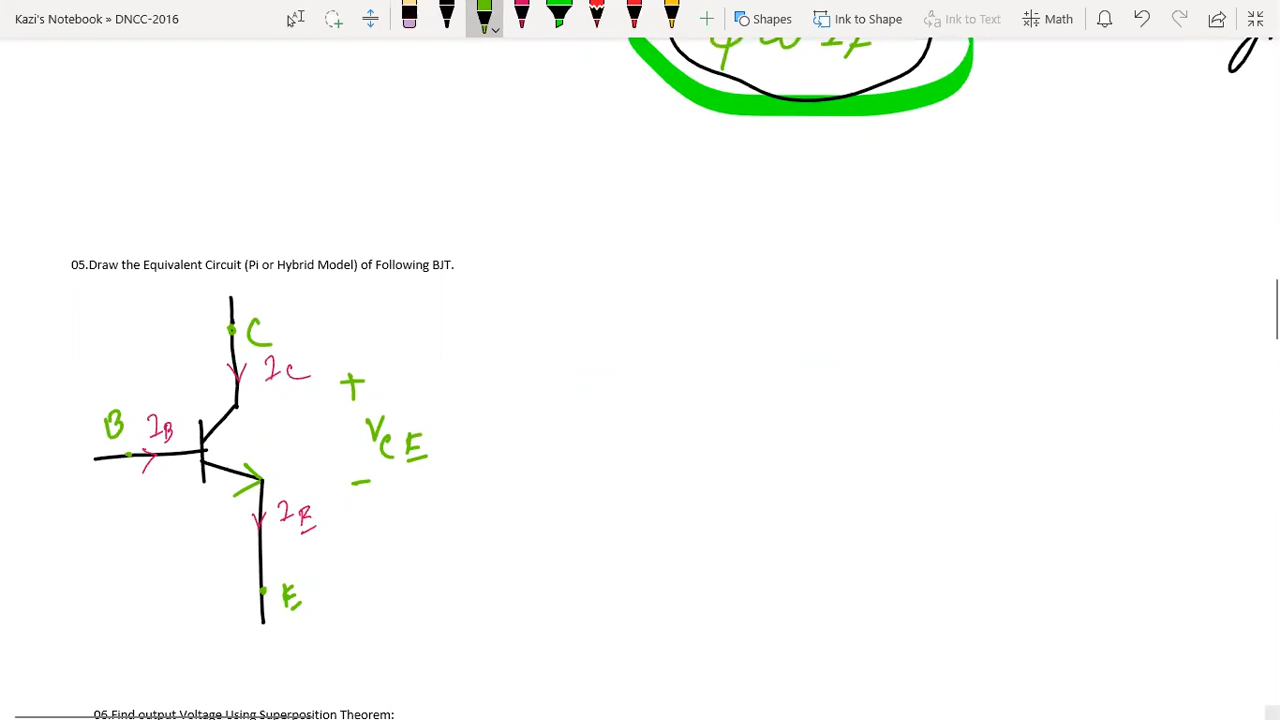 Kazi's Notebook » DNCC-2016
Shapes
Ink to Shape
Ink to Text
Math
05.Draw the Equivalent Circuit (Pi or Hybrid Model) of Following BJT.
C
IC
+
B
IB
VCE
-
IE
E
06.Find output Voltage Using Superposition Theorem: